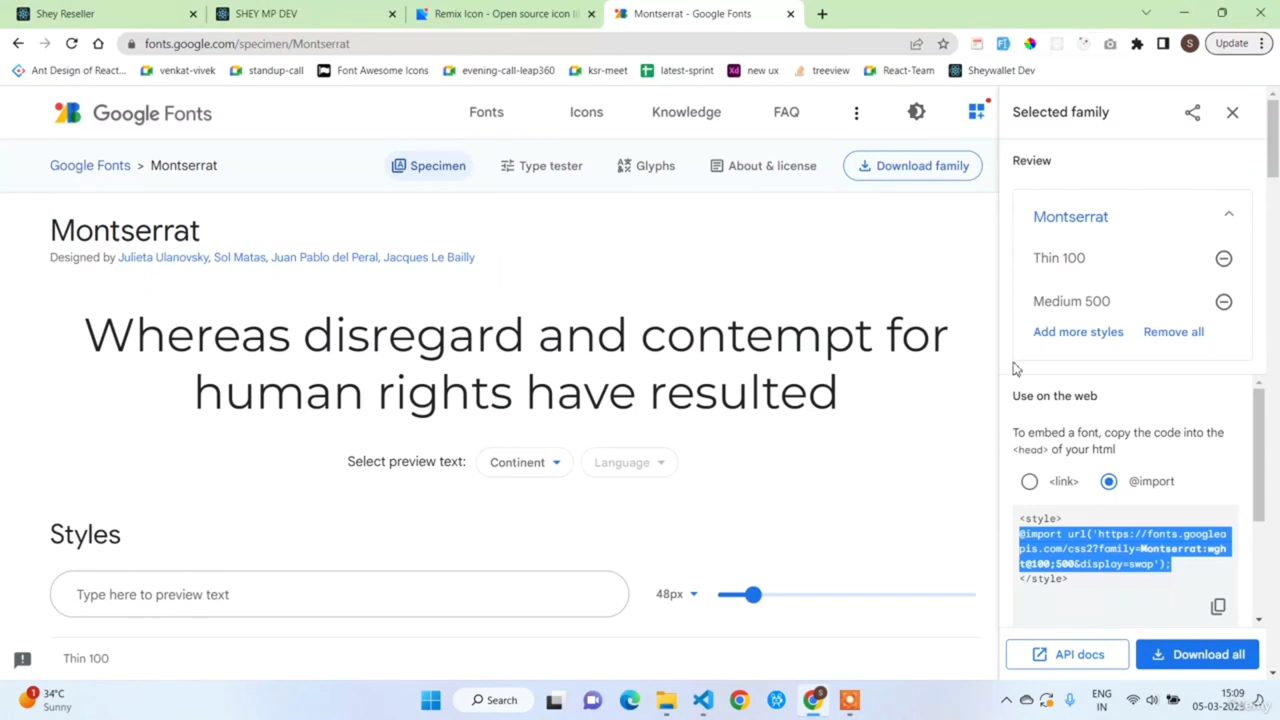 Shey Reseller
SHEY MP DEV
Remix Icon - Open source icon li
Montserrat - Google Fonts
fonts.google.com/specimen/Montserrat
S
Update
Ant Design of React...
venkat-vivek
standup-call
Font Awesome Icons
evening-call-leap360
ksr-meet
latest-sprint
Xd
new ux
treeview
React-Team
Sheywallet Dev
Google Fonts
Fonts
Icons
Knowledge
FAQ
Selected family
Google Fonts > Montserrat
Specimen
Type tester
Glyphs
About & license
Download family
Review
Montserrat
Designed by Julieta Ulanovsky, Sol Matas, Juan Pablo del Peral, Jacques Le Bailly
Whereas disregard and contempt for
human rights have resulted
Select preview text:
Continent
Language
Styles
Type here to preview text
48px
Thin 100
Montserrat
Thin 100
Medium 500
Add more styles
Remove all
Use on the web
To embed a font, copy the code into the
<head> of your html
<link>
@import
<style>
@import url('https://fonts.googlea
pis.com/css2?family=Montserrat:wgh
t@100;500&display=swap');
</style>
API docs
Download all
1
34°C
Sunny
Search
S
ENG
IN
15:09
05-03-2023